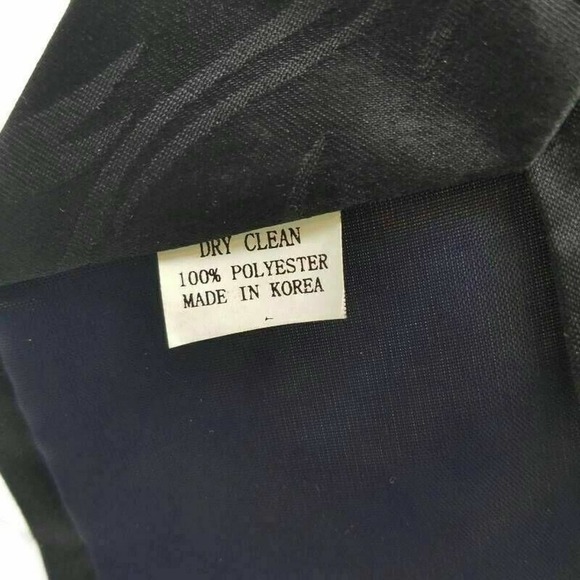 DRY CLEAN
100% POLYESTER
MADE IN KOREA